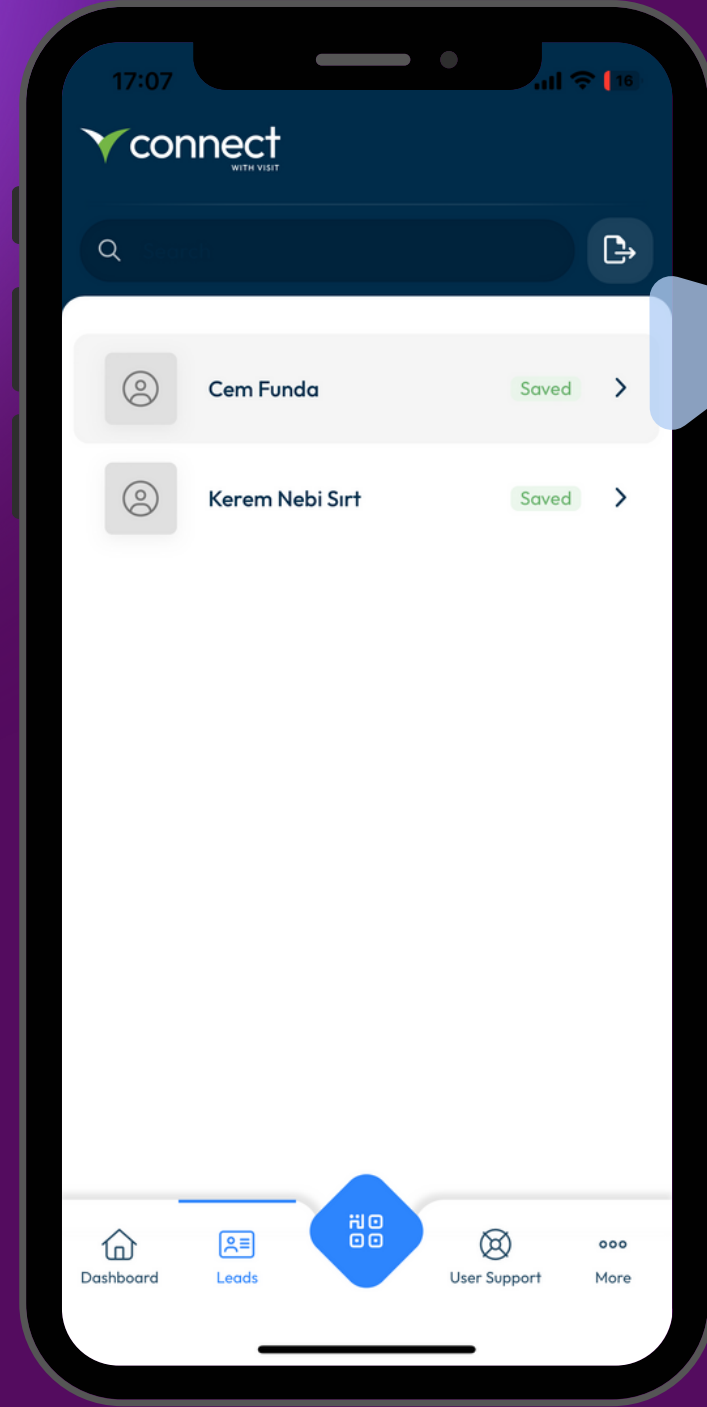 17:07
16
connect
WITH VISIT
Cem Funda
Saved
Kerem Nebi Sırt
Saved
Dashboard
Leads
User Support
More